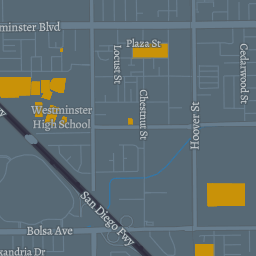 minster Blvd
Plaza St
Locust St
Cedarwood St
Westminster
High School
Chestnut St
Hoover St
San Diego Fwy
Bolsa Ave
xandria Dr